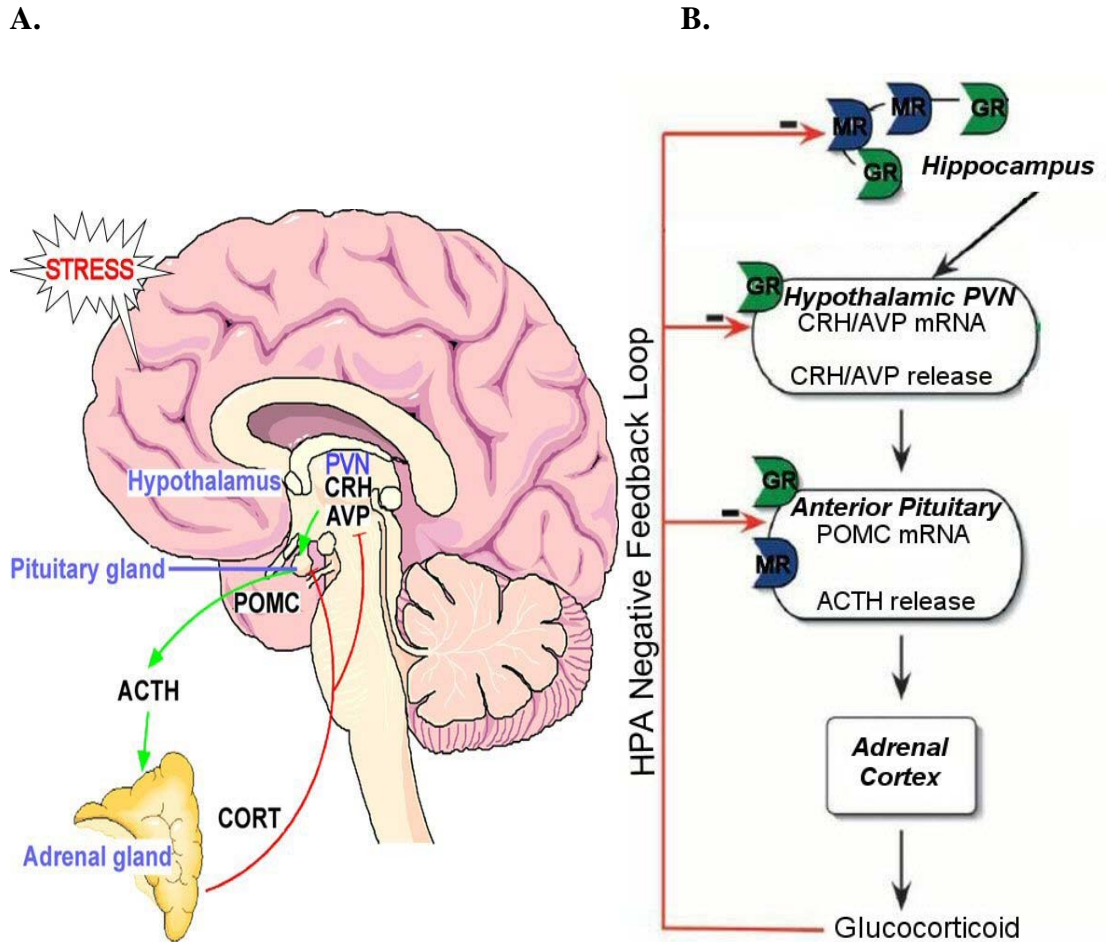 A.
B.
STRESS
Hypothalamus
PVN
CRH
AVP
Pituitary gland
POMC
ACTH
CORT
Adrenal gland
HPA Negative Feedback Loop
-
MR
MR
GR
GR
Hippocampus
-
GR
Hypothalamic PVN
CRH/AVP mRNA
CRH/AVP release
-
GR
Anterior Pituitary
POMC mRNA
MR
ACTH release
Adrenal
Cortex
Glucocorticoid